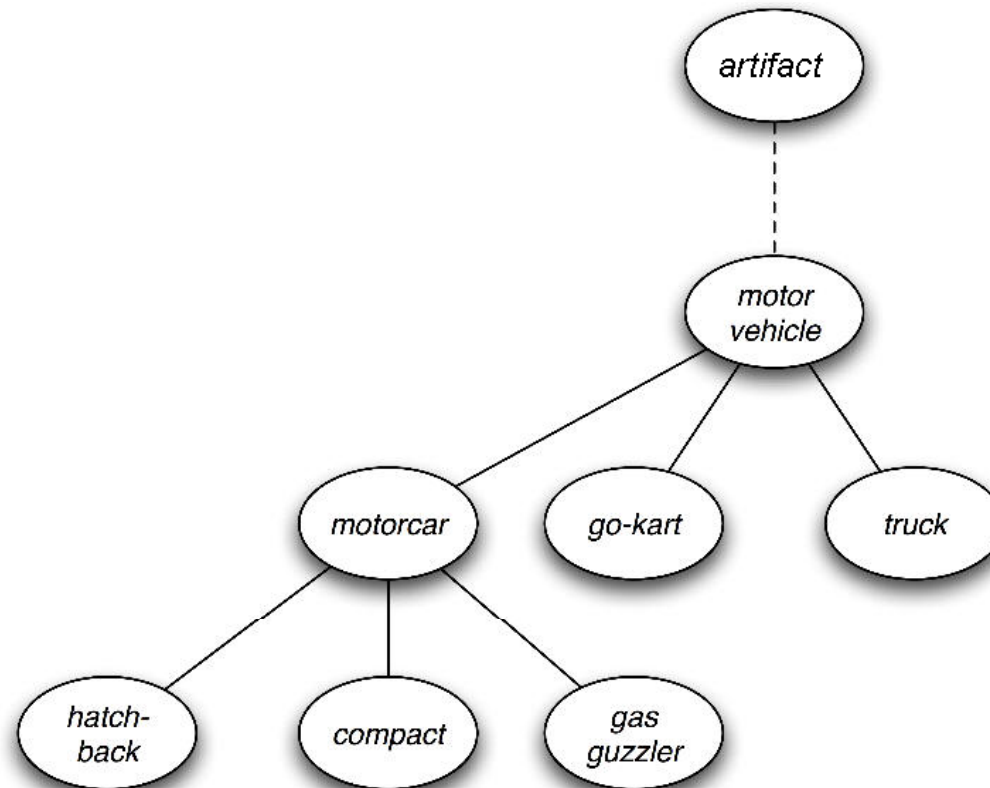 artifact
motor
vehicle
motorcar
go-kart
truck
hatch-
back
compact
gas
guzzler